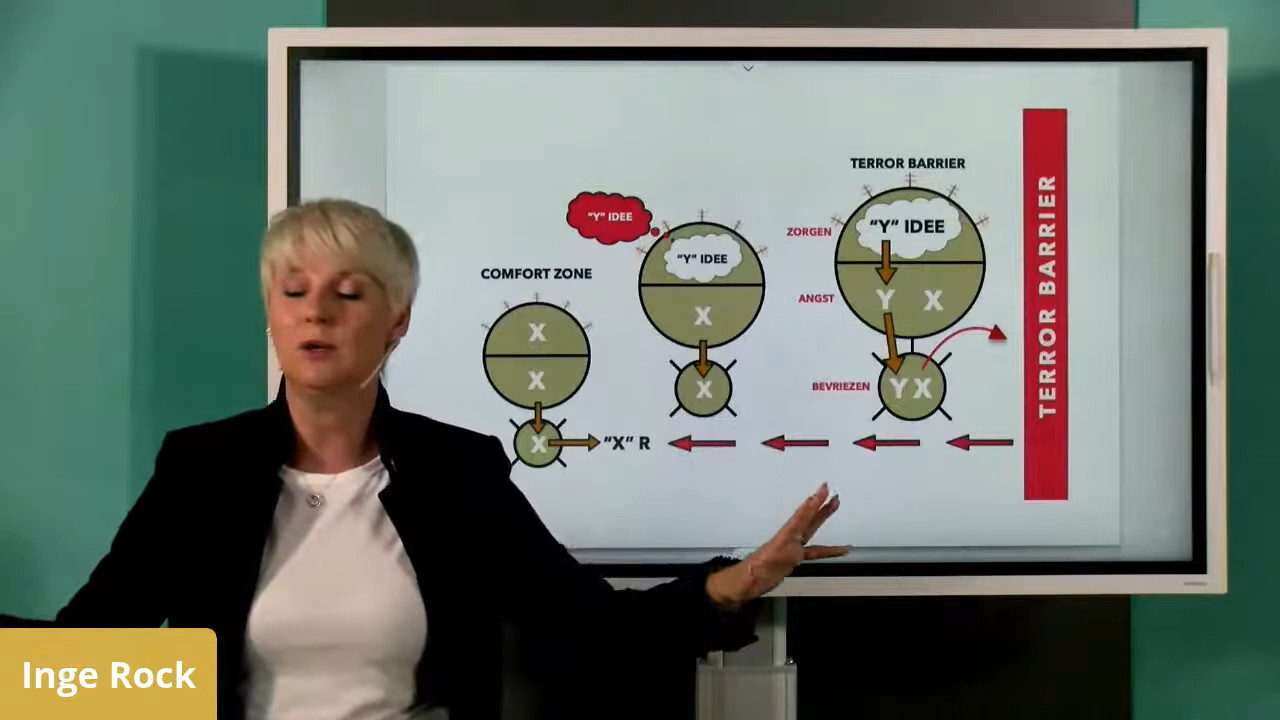 TERROR BARRIER
"Y" IDEE
"Y" IDEE
"Y" IDEE
ZORGEN
COMFORT ZONE
ANGST
Y X
X
X
X
X
BEVRIEZEN
Y X
X
"X" R
TERROR BARRIER
Inge Rock